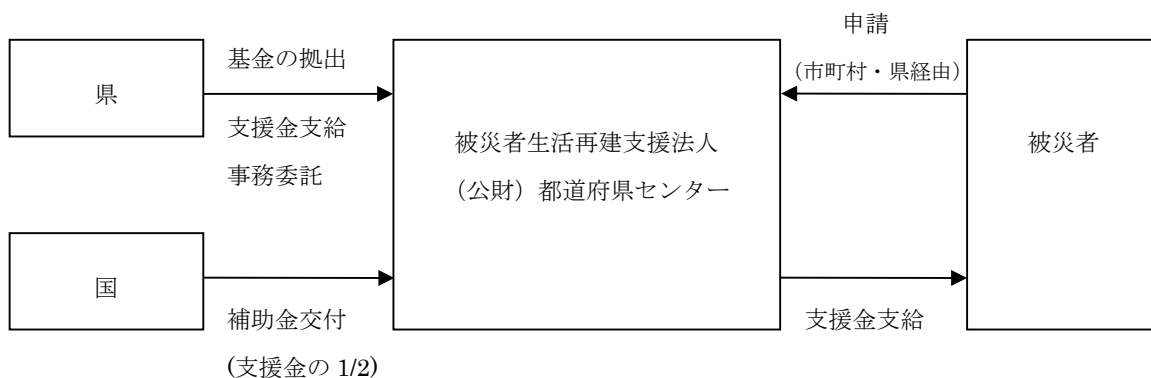 県
基金の拠出
支援金支給
事務委託
国
補助金交付
(支援金の 1/2)
被災者生活再建支援法人
（公財）都道府県センター
申請
（市町村・県経由）
支援金支給
被災者